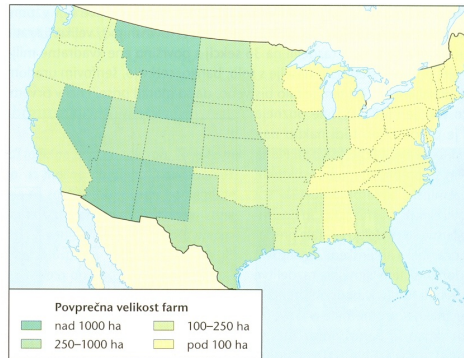 Povprečna velikost farm
nad 1000 ha
100–250 ha
250–1000 ha
pod 100 ha